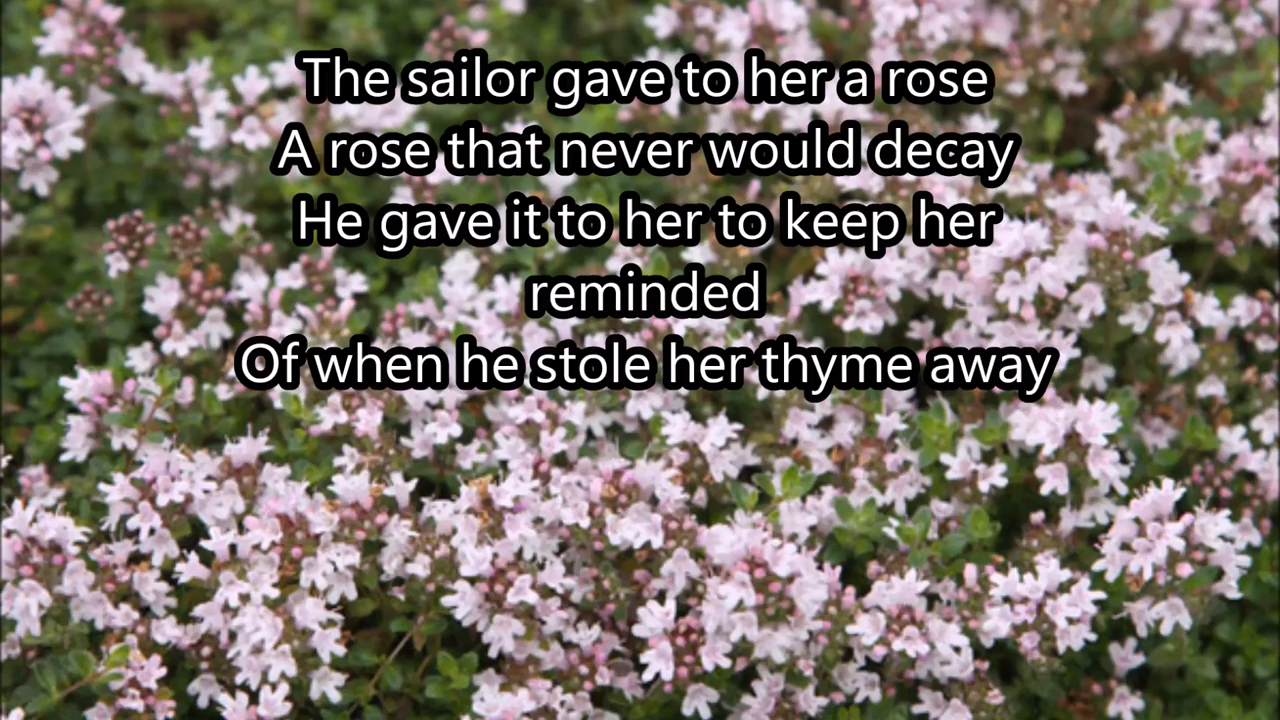 The sailor gave to her a rose
A rose that never would decay
He gave it to her to keep her
reminded
Of when he stole her thyme away